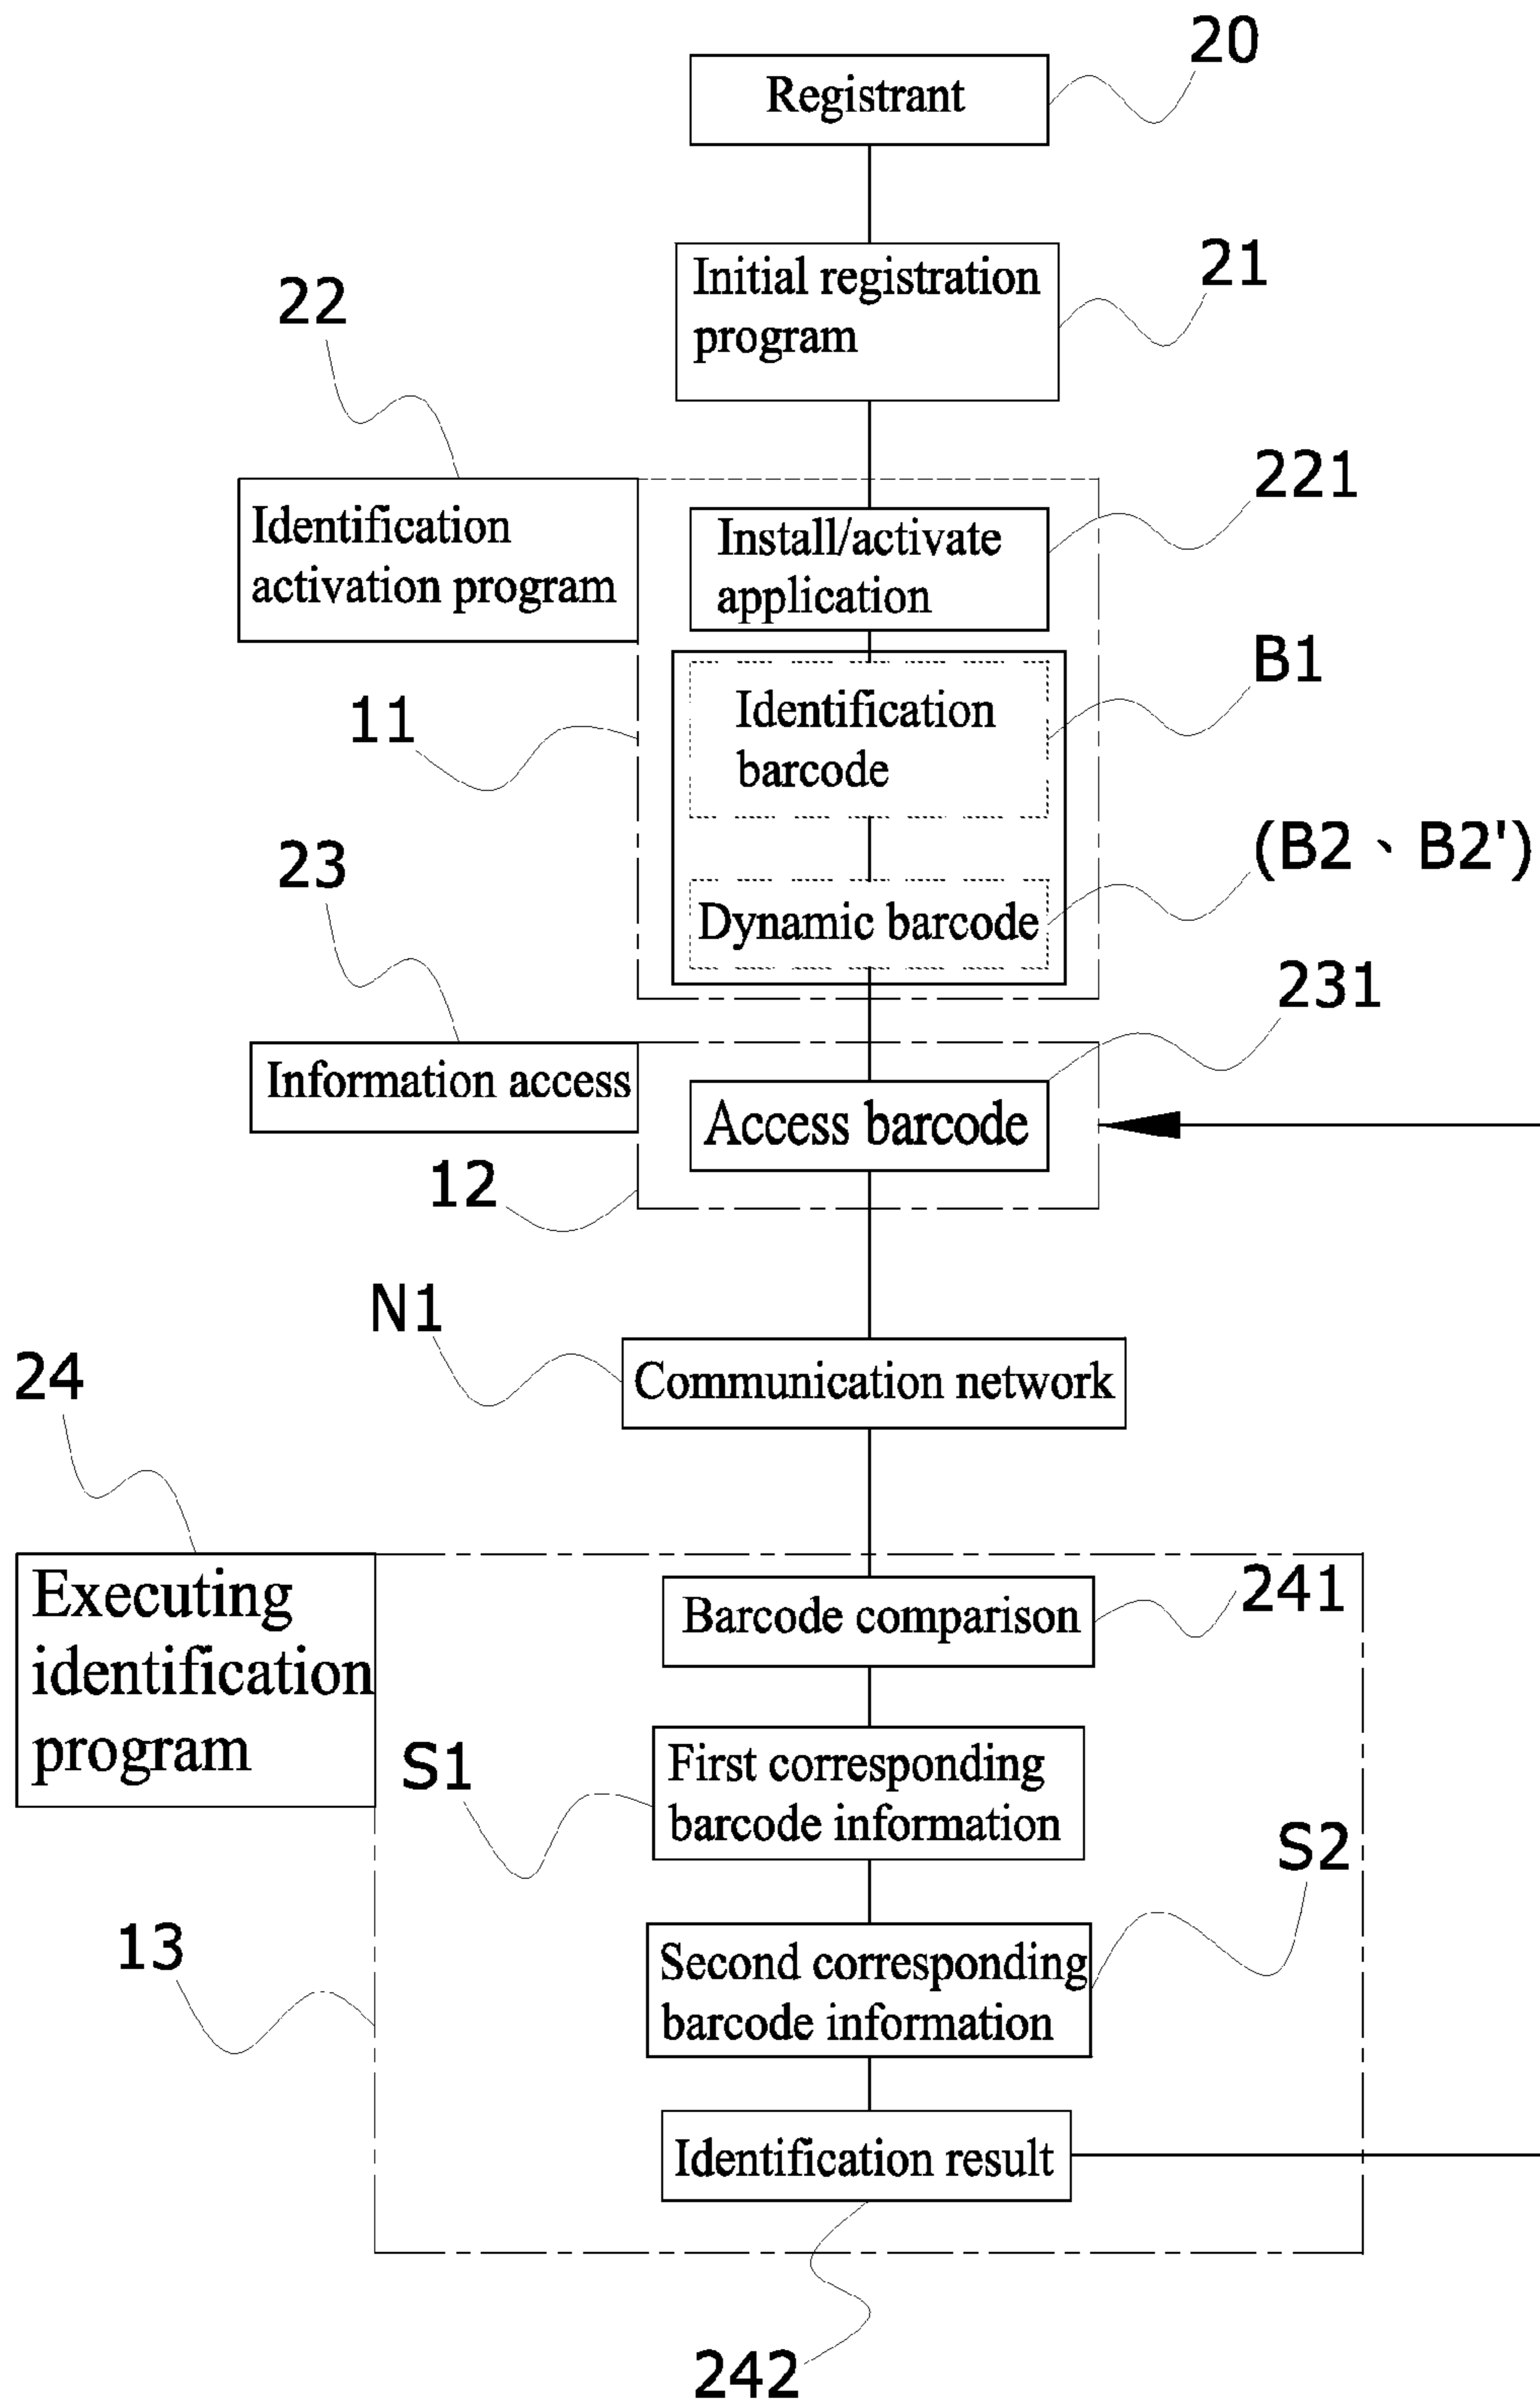 20
Registrant
21
Initial registration
program
22
221
Identification
activation program
Install/activate
application
B1
Identification
barcode
11
(B2、B2')
23
Dynamic barcode
231
Information access
Access barcode
12
N1
Communication network
24
Executing
identification
program
241
Barcode comparison
S1
First corresponding
barcode information
S2
13
Second corresponding
barcode information
Identification result
242